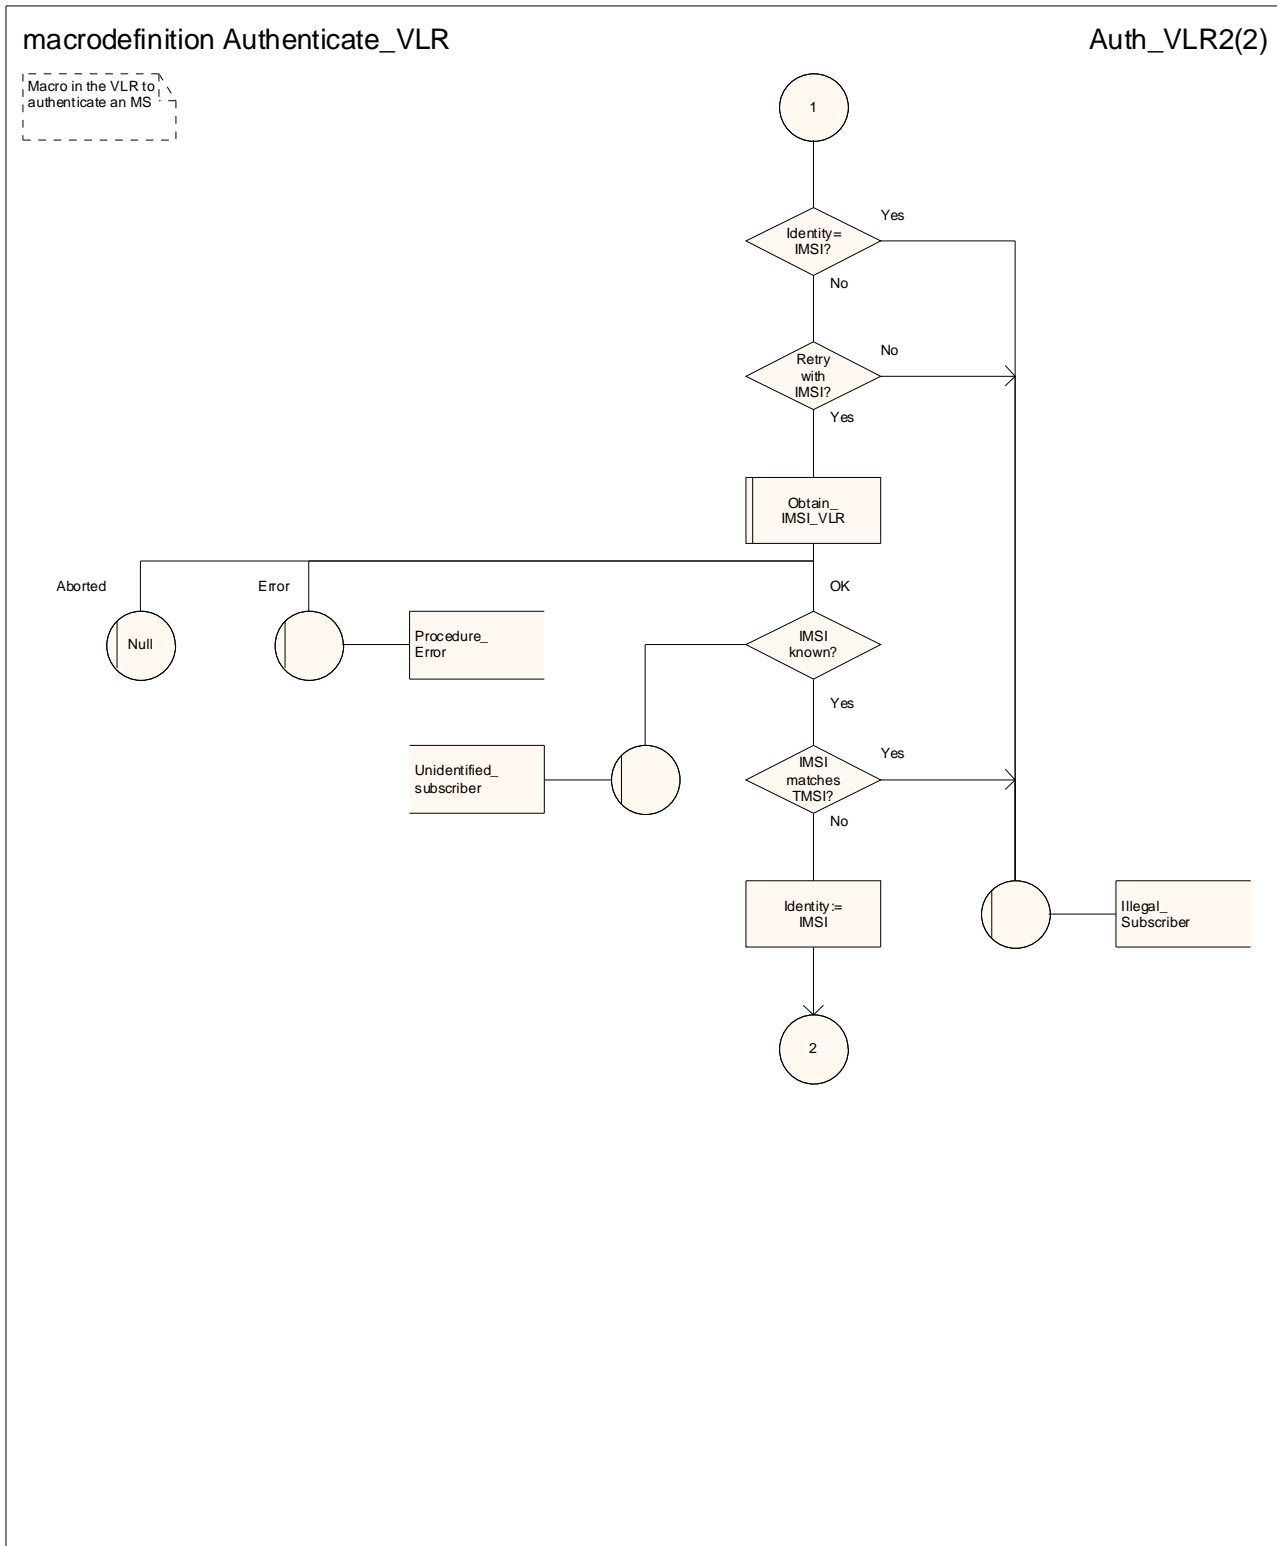 macrodefinition Authenticate_VLR
Auth_VLR2(2)
Macro in the VLR to
authenticate an MS
1
Yes
Identity=
IMSI?
No
No
Retry
with
IMSI?
Yes
Obtain_
IMSI_VLR
Aborted
Error
OK
Null
Procedure_
Error
IMSI
known?
Yes
Unidentified_
subscriber
IMSI
matches
TMSI?
Yes
No
Identity:=
IMSI
Illegal_
Subscriber
2